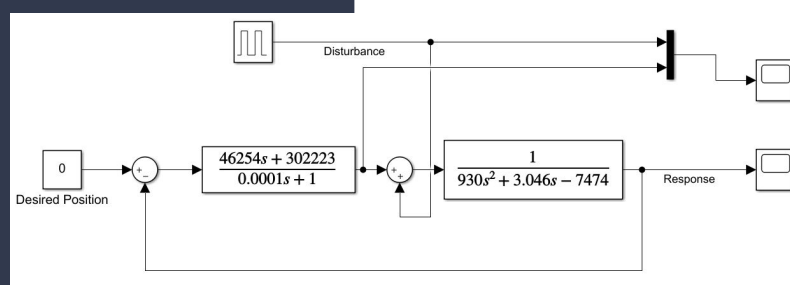 Disturbance
0
+
−
46254s + 302223
0.0001s + 1
+
+
1
930s² + 3.046s − 7474
Response
Desired Position